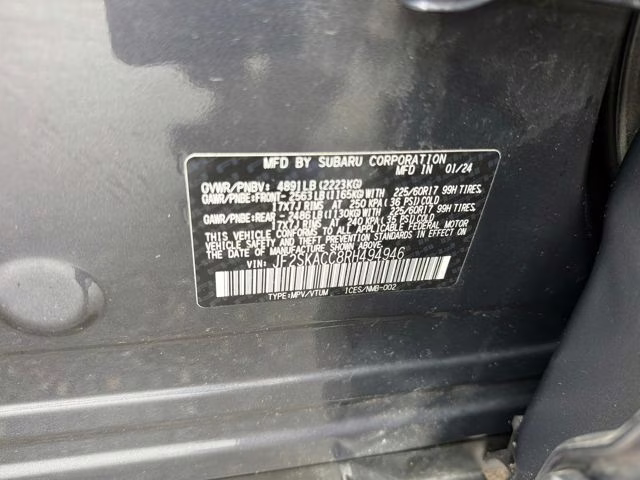 MFD BY SUBARU CORPORATION
MFD IN 01/24
GVWR/PNBV: 4891LB(2223KG)
GAWR/PNBE:FRONT- 2563LB(1165KG)WITH 225/60R17 99H TIRES,
17X7J RIMS AT 250 KPA(36 PSI)COLD
GAWR/PNBE:REAR - 2486LB(1130KG)WITH 225/60R17 99H TIRES,
17X7J RIMS AT 240 KPA(35 PSI)COLD
THIS VEHICLE CONFORMS TO ALL APPLICABLE FEDERAL MOTOR
VEHICLE SAFETY AND THEFT PREVENTION STANDARDS IN EFFECT
ON THE DATE OF MANUFACTURE SHOWN ABOVE.
VIN: JF2SKACC8RH494946
TYPE:MPV/VTUM ICES/NMB-002